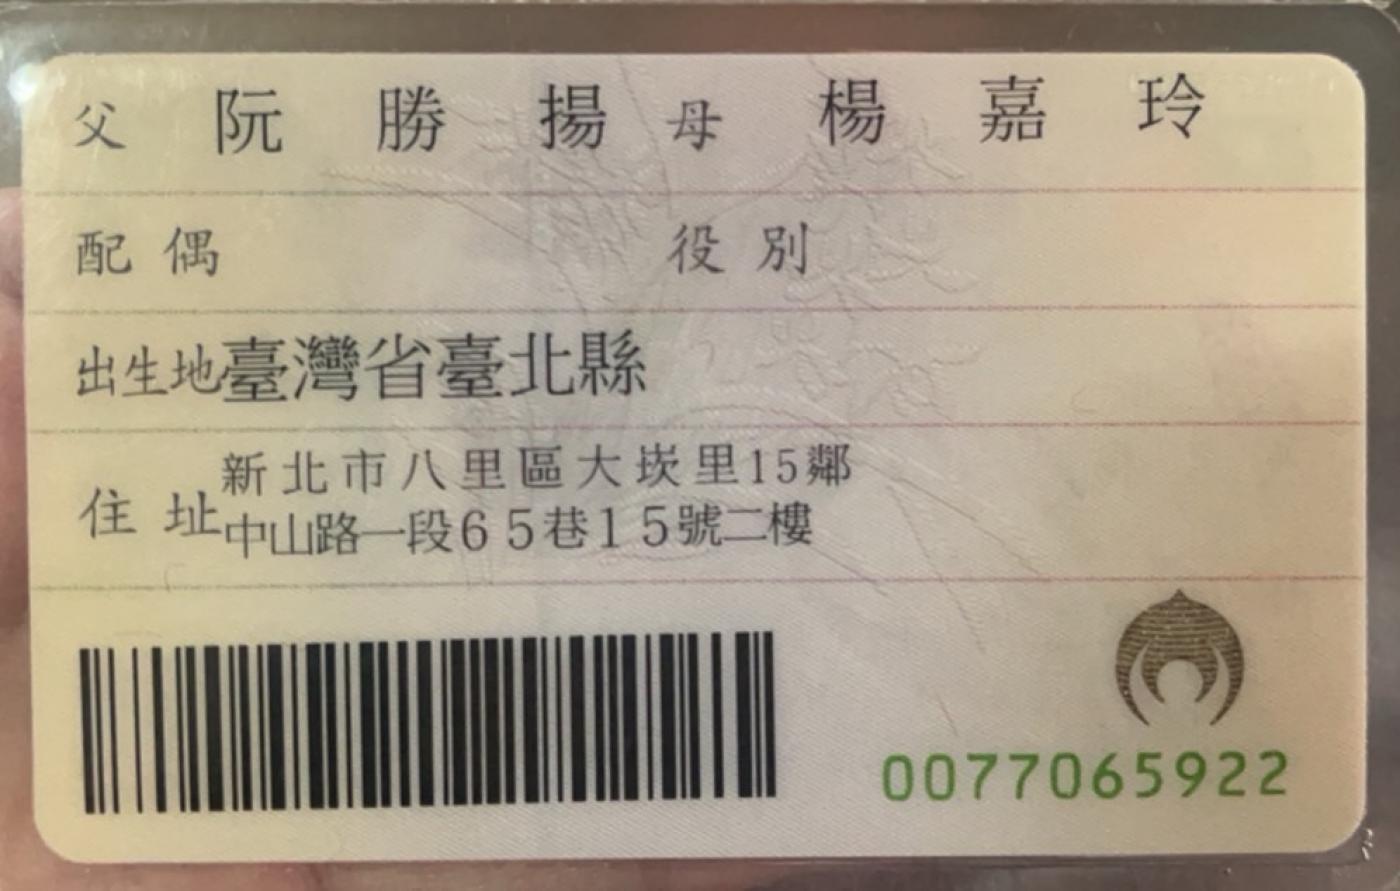 父 阮勝揚 母 楊嘉玲
配偶 役別
出生地臺灣省臺北縣
住址 新北市八里區大崁里15鄰
中山路一段65巷15號二樓
0077065922